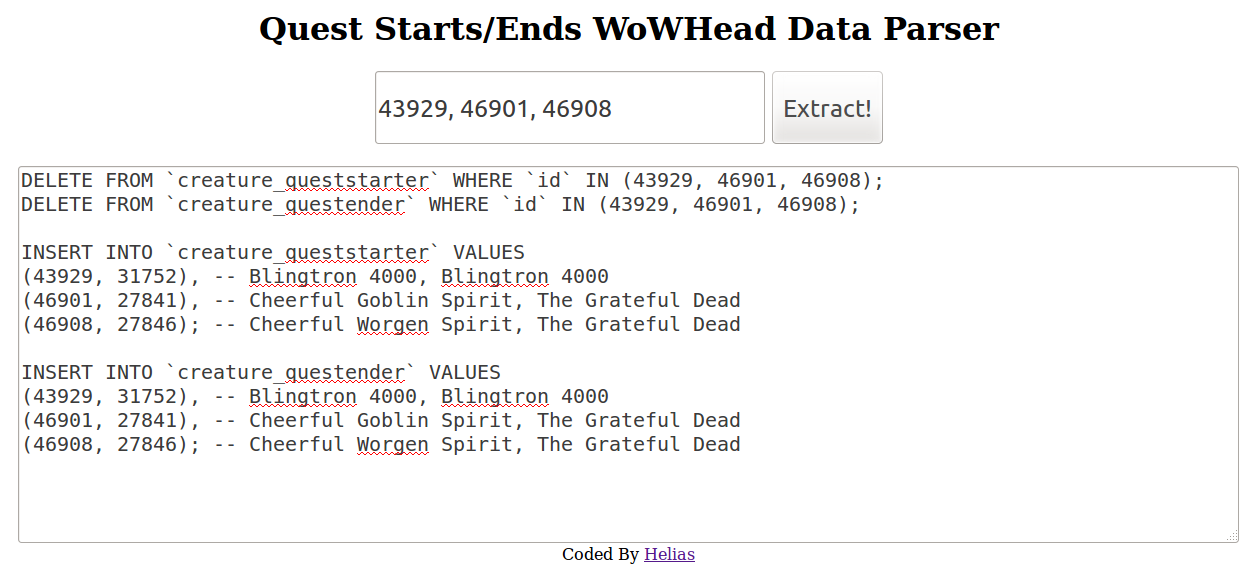 Quest Starts/Ends WoWHead Data Parser
43929, 46901, 46908
Extract!
DELETE FROM `creature_queststarter` WHERE `id` IN (43929, 46901, 46908);
DELETE FROM `creature_questender` WHERE `id` IN (43929, 46901, 46908);
INSERT INTO `creature_queststarter` VALUES
(43929, 31752), -- Blingtron 4000, Blingtron 4000
(46901, 27841), -- Cheerful Goblin Spirit, The Grateful Dead
(46908, 27846); -- Cheerful Worgen Spirit, The Grateful Dead
INSERT INTO `creature_questender` VALUES
(43929, 31752), -- Blingtron 4000, Blingtron 4000
(46901, 27841), -- Cheerful Goblin Spirit, The Grateful Dead
(46908, 27846); -- Cheerful Worgen Spirit, The Grateful Dead
Coded By Helias